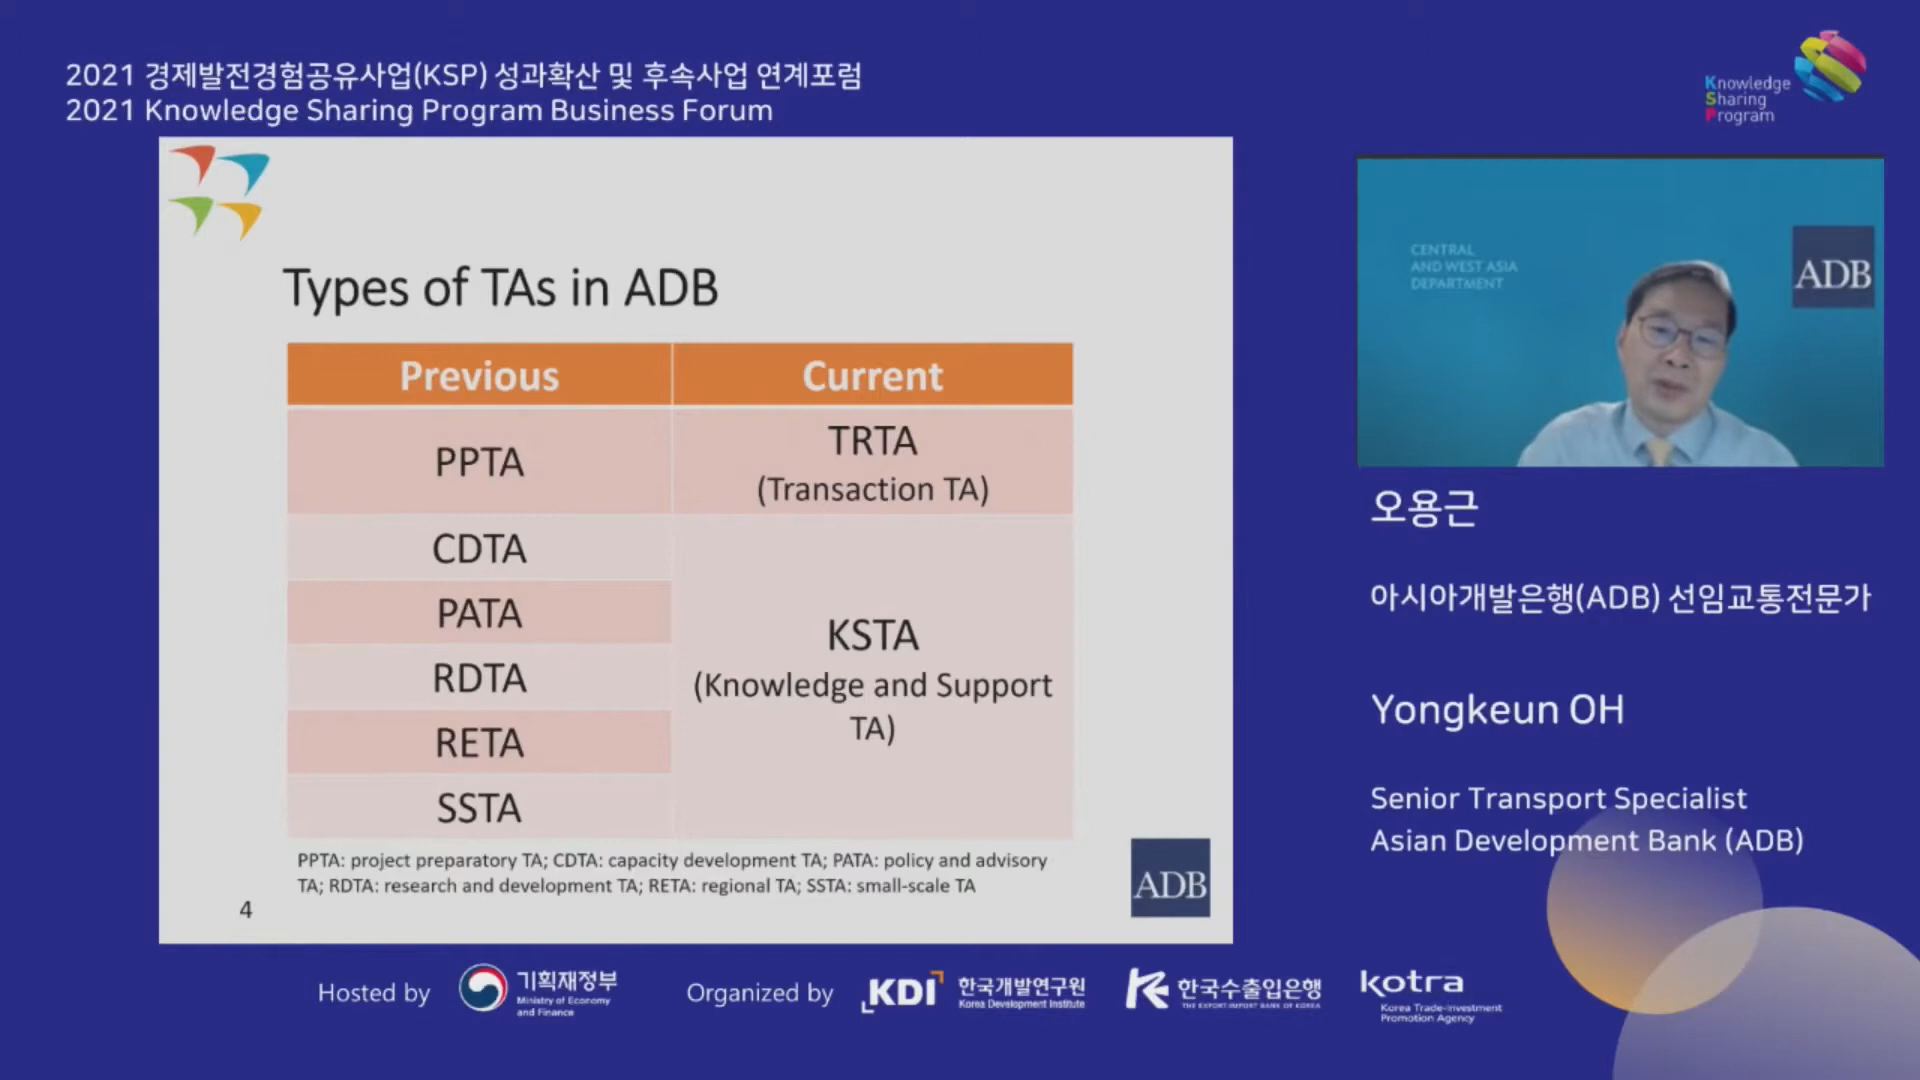 2021 경제발전경험공유사업(KSP) 성과확산 및 후속사업 연계포럼
2021 Knowledge Sharing Program Business Forum
Knowledge
Sharing
Program
Types of TAs in ADB
Previous
Current
PPTA
TRTA
(Transaction TA)
CDTA
PATA
RDTA
RETA
SSTA
KSTA
(Knowledge and Support
TA)
PPTA: project preparatory TA; CDTA: capacity development TA; PATA: policy and advisory
TA; RDTA: research and development TA; RETA: regional TA; SSTA: small-scale TA
4
ADB
CENTRAL
AND WEST ASIA
DEPARTMENT
ADB
오용근
아시아개발은행(ADB) 선임교통전문가
Yongkeun OH
Senior Transport Specialist
Asian Development Bank (ADB)
Hosted by
기획재정부
Ministry of Economy
and Finance
Organized by
KDI
한국개발연구원
Korea Development Institute
한국수출입은행
THE EXPORT-IMPORT BANK OF KOREA
kotra
Korea Trade-Investment
Promotion Agency